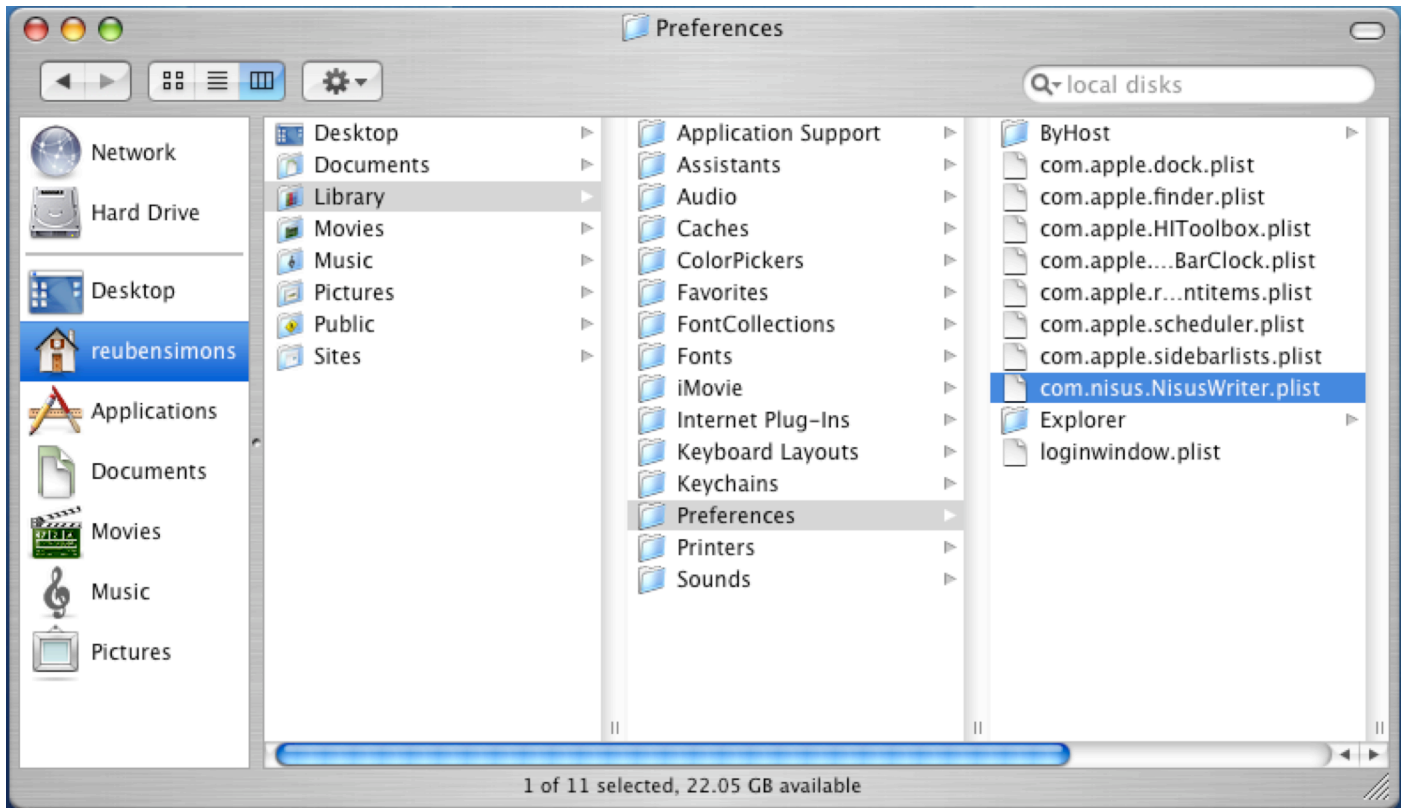 Preferences
local disks
Network
Hard Drive
Desktop
reubensimons
Applications
Documents
Movies
Music
Pictures
Desktop
Documents
Library
Movies
Music
Pictures
Public
Sites
Application Support
Assistants
Audio
Caches
ColorPickers
Favorites
FontCollections
Fonts
iMovie
Internet Plug-Ins
Keyboard Layouts
Keychains
Preferences
Printers
Sounds
ByHost
com.apple.dock.plist
com.apple.finder.plist
com.apple.HIToolbox.plist
com.apple....BarClock.plist
com.apple.r...ntitems.plist
com.apple.scheduler.plist
com.apple.sidebarlists.plist
com.nisus.NisusWriter.plist
Explorer
loginwindow.plist
1 of 11 selected, 22.05 GB available